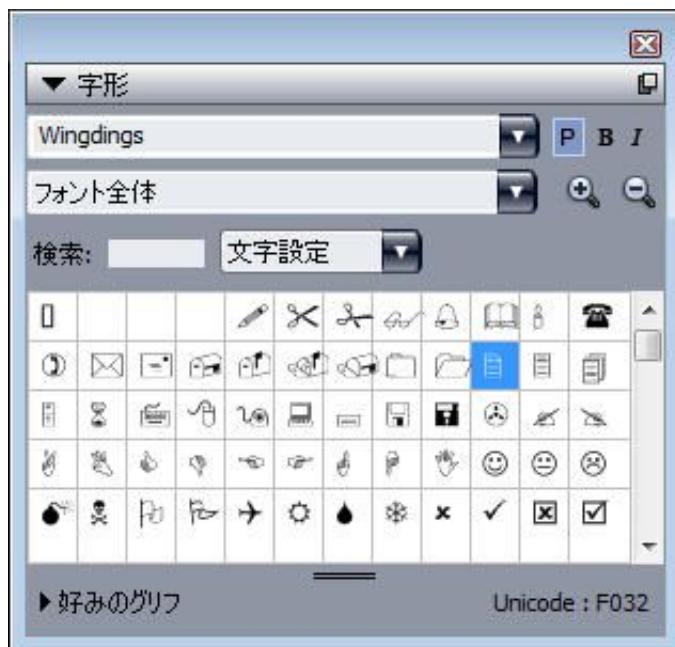 字形
Wingdings
P B I
フォント全体
検索:
文字設定
好みのグリフ
Unicode : F032